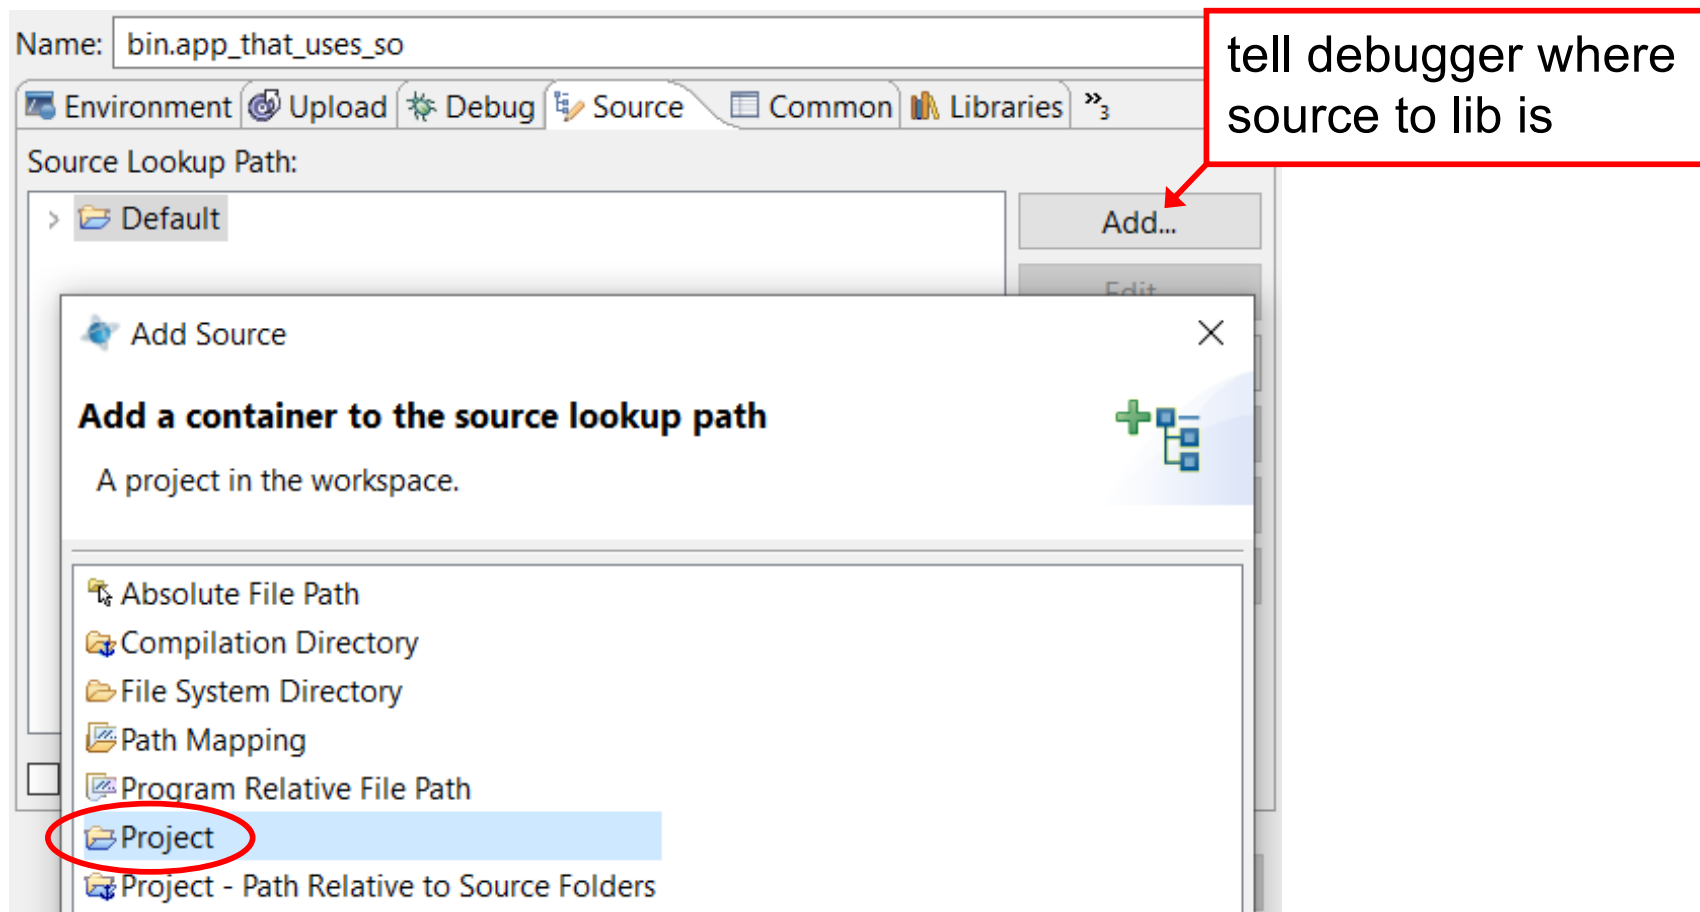 Name: bin.app_that_uses_so
tell debugger where
source to lib is
Environment Upload Debug Source Common Libraries »3
Source Lookup Path:
Default
Add...
Edit...
Add Source
Add a container to the source lookup path
A project in the workspace.
Absolute File Path
Compilation Directory
File System Directory
Path Mapping
Program Relative File Path
Project
Project - Path Relative to Source Folders